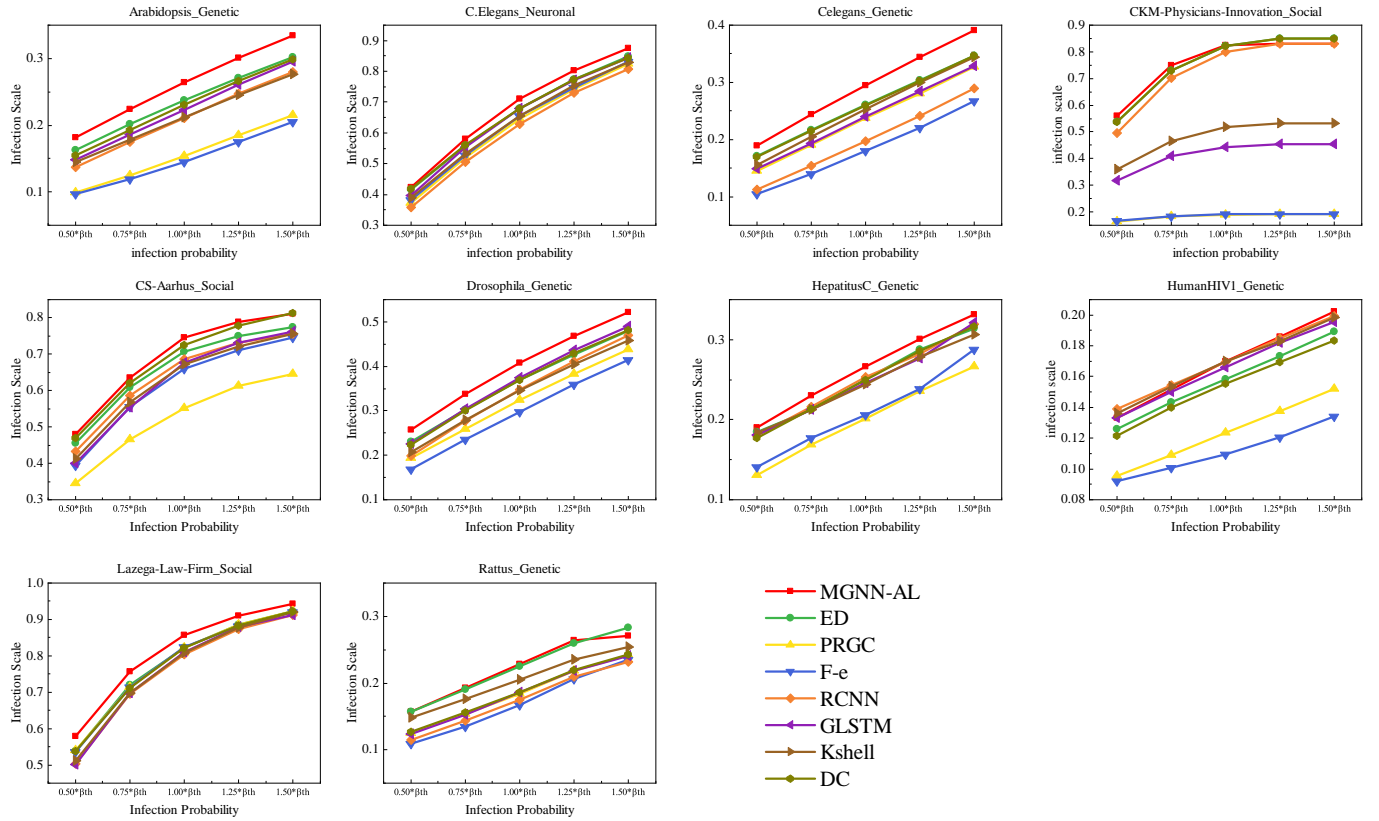 Arabidopsis_Genetic
Infection Scale
0.3
0.2
0.1
0.50*βth 0.75*βth 1.00*βth 1.25*βth 1.50*βth
infection probability
C.Elegans_Neuronal
Infection Scale
0.9
0.8
0.7
0.6
0.5
0.4
0.3
0.50*βth 0.75*βth 1.00*βth 1.25*βth 1.50*βth
infection probability
Celegans_Genetic
Infection Scale
0.4
0.3
0.2
0.1
0.50*βth 0.75*βth 1.00*βth 1.25*βth 1.50*βth
infection probability
CKM-Physicians-Innovation_Social
infection scale
0.9
0.8
0.7
0.6
0.5
0.4
0.3
0.2
0.50*βth 0.75*βth 1.00*βth 1.25*βth 1.50*βth
infection probability
CS-Aarhus_Social
Infection Scale
0.8
0.7
0.6
0.5
0.4
0.3
0.50*βth 0.75*βth 1.00*βth 1.25*βth 1.50*βth
Infection Probability
Drosophila_Genetic
Infection Scale
0.5
0.4
0.3
0.2
0.1
0.50*βth 0.75*βth 1.00*βth 1.25*βth 1.50*βth
Infection Probability
HepatitusC_Genetic
Infection Scale
0.3
0.2
0.1
0.50*βth 0.75*βth 1.00*βth 1.25*βth 1.50*βth
Infection Probability
HumanHIV1_Genetic
infection scale
0.20
0.18
0.16
0.14
0.12
0.10
0.08
0.50*βth 0.75*βth 1.00*βth 1.25*βth 1.50*βth
Infection Probability
Lazega-Law-Firm_Social
Infection Scale
1.0
0.9
0.8
0.7
0.6
0.5
0.50*βth 0.75*βth 1.00*βth 1.25*βth 1.50*βth
Infection Probability
Rattus_Genetic
Infection Scale
0.3
0.2
0.1
0.50*βth 0.75*βth 1.00*βth 1.25*βth 1.50*βth
Infection Probability
MGNN-AL
ED
PRGC
F-e
RCNN
GLSTM
Kshell
DC